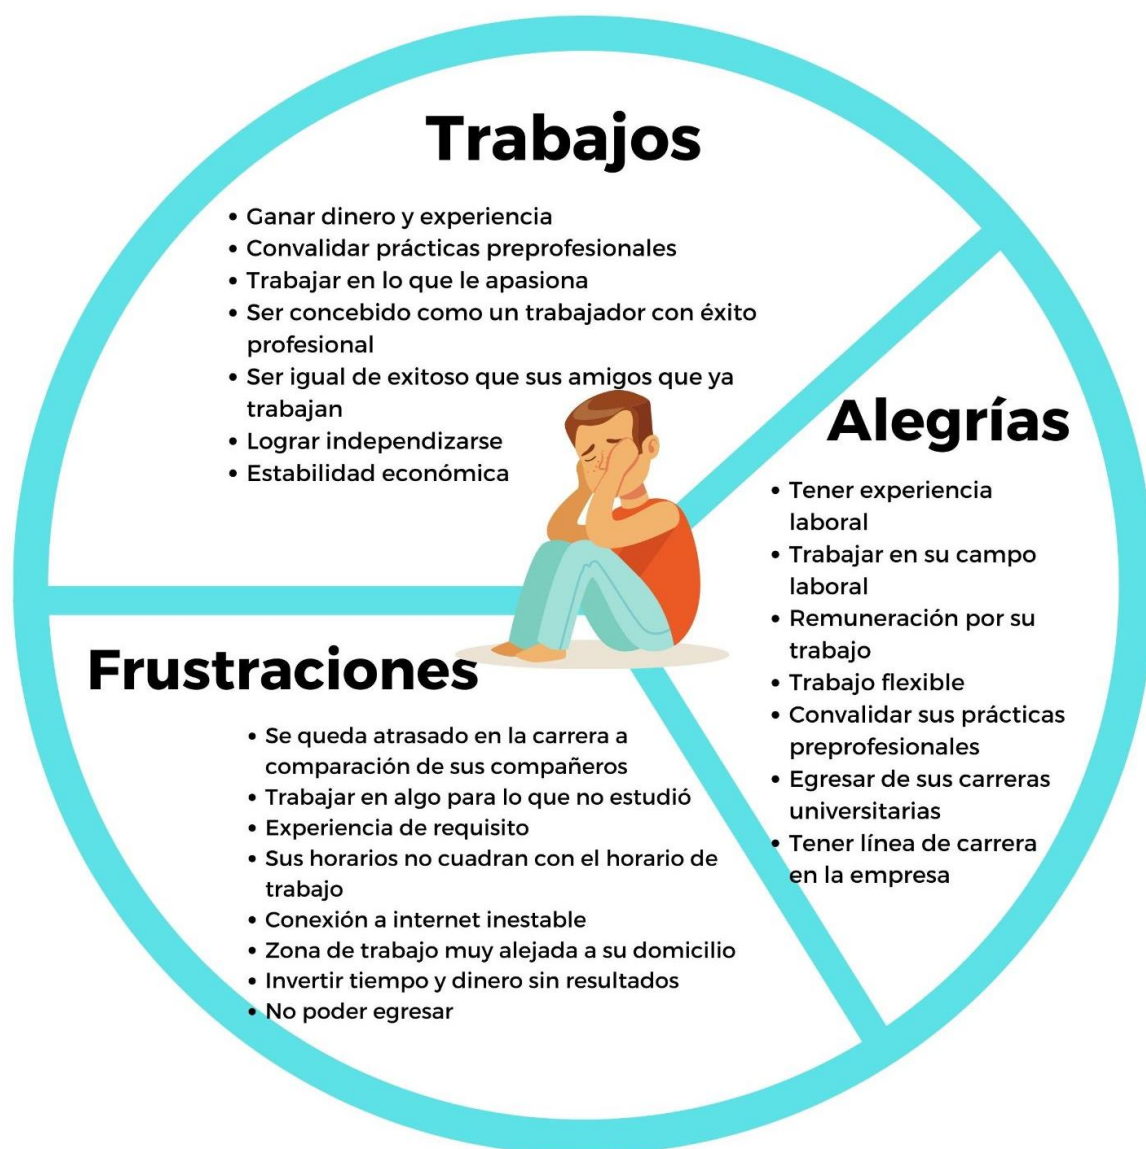 Trabajos
• Ganar dinero y experiencia
• Convalidar prácticas preprofesionales
• Trabajar en lo que le apasiona
• Ser concebido como un trabajador con éxito
profesional
• Ser igual de exitoso que sus amigos que ya
trabajan
• Lograr independizarse
• Estabilidad económica
Alegrías
• Tener experiencia
laboral
• Trabajar en su campo
laboral
• Remuneración por su
trabajo
• Trabajo flexible
• Convalidar sus prácticas
preprofesionales
• Egresar de sus carreras
universitarias
• Tener línea de carrera
en la empresa
Frustraciones
• Se queda atrasado en la carrera a
comparación de sus compañeros
• Trabajar en algo para lo que no estudió
• Experiencia de requisito
• Sus horarios no cuadran con el horario de
trabajo
• Conexión a internet inestable
• Zona de trabajo muy alejada a su domicilio
• Invertir tiempo y dinero sin resultados
• No poder egresar